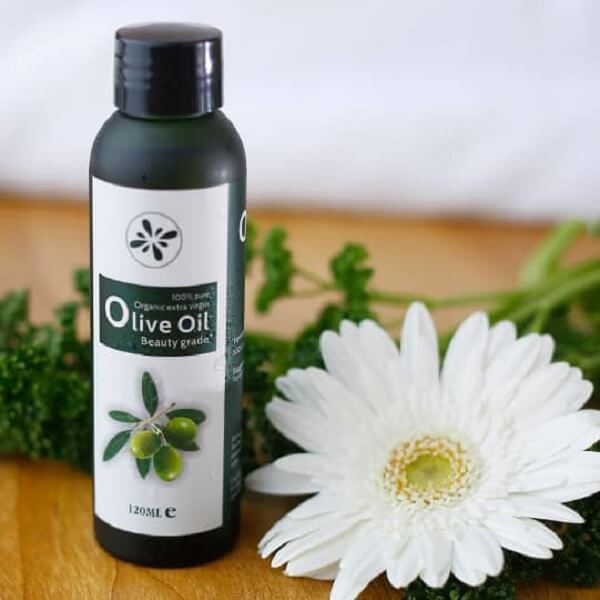 100% pure,
Organic extra virgin
Olive Oil
Beauty grade
120ML e
O